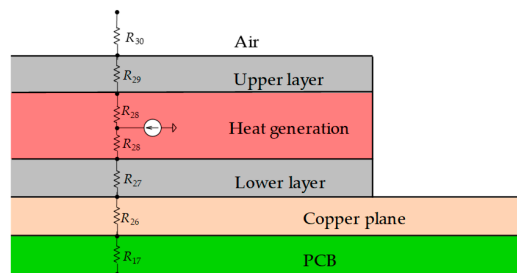 R30
Air
R29
Upper layer
R28
Heat generation
R28
R27
Lower layer
R26
Copper plane
R17
PCB